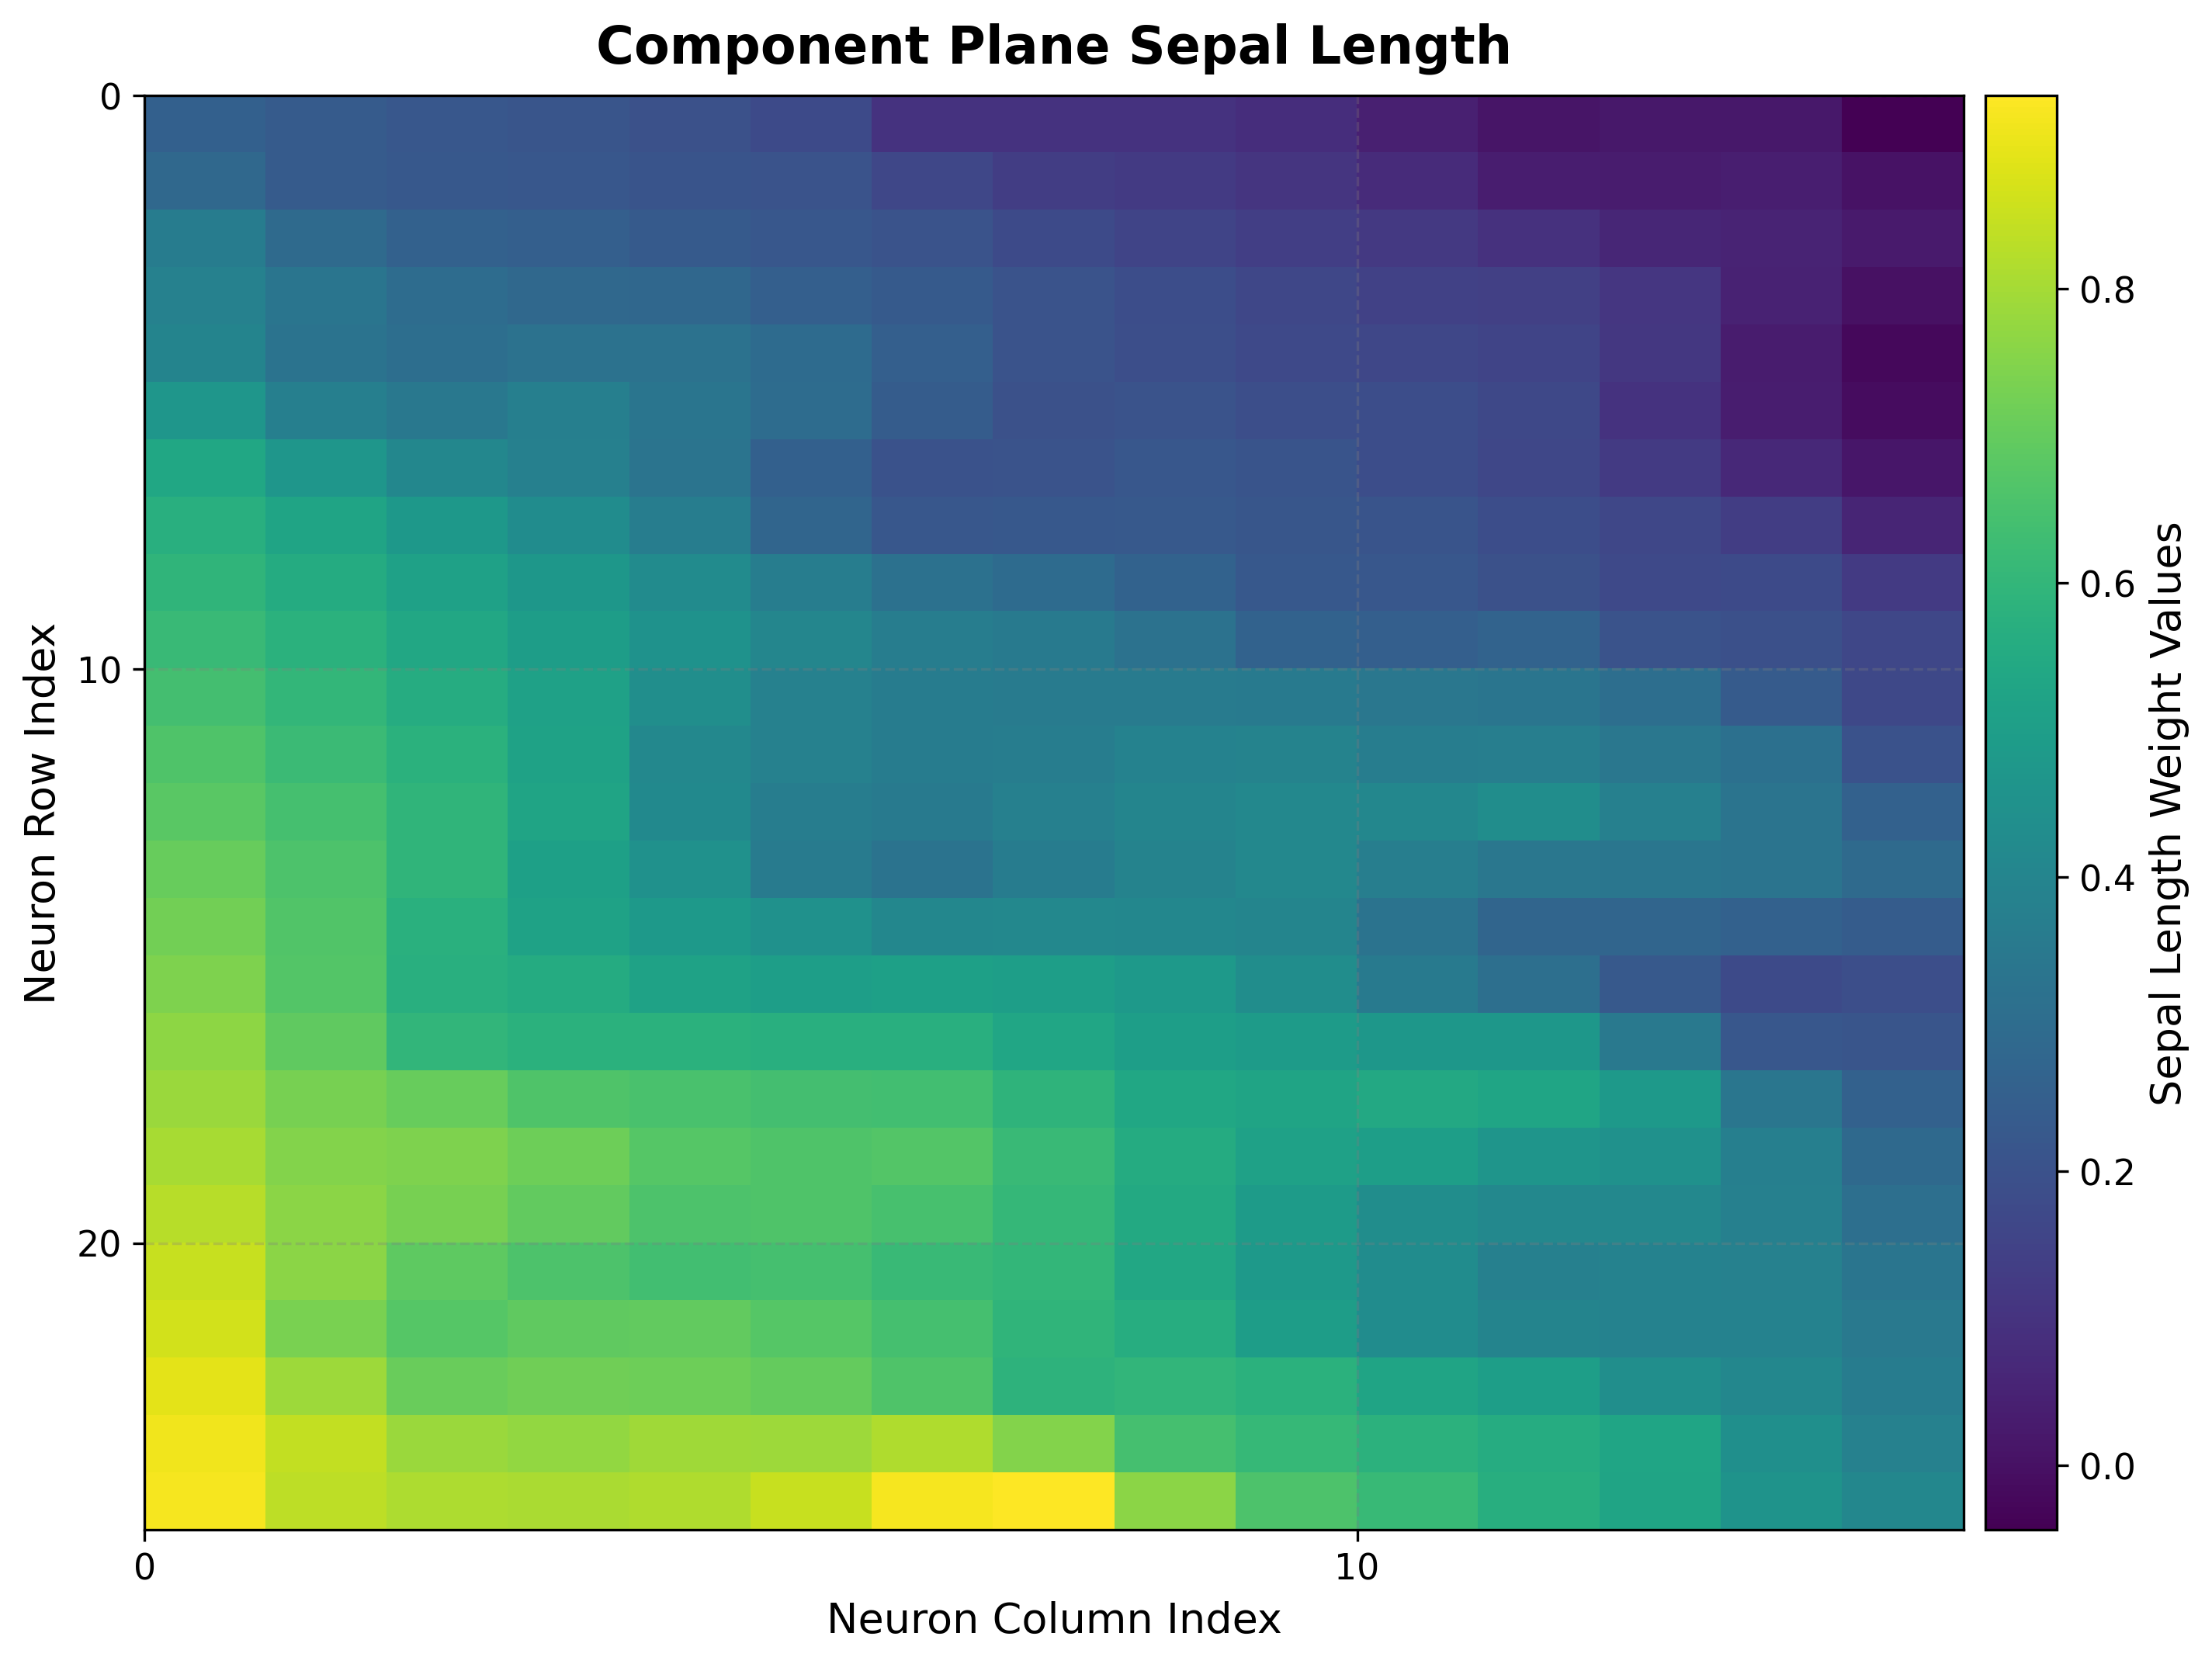 Component Plane Sepal Length
0
10
20
Neuron Row Index
0
10
Neuron Column Index
0.8
0.6
0.4
0.2
0.0
Sepal Length Weight Values